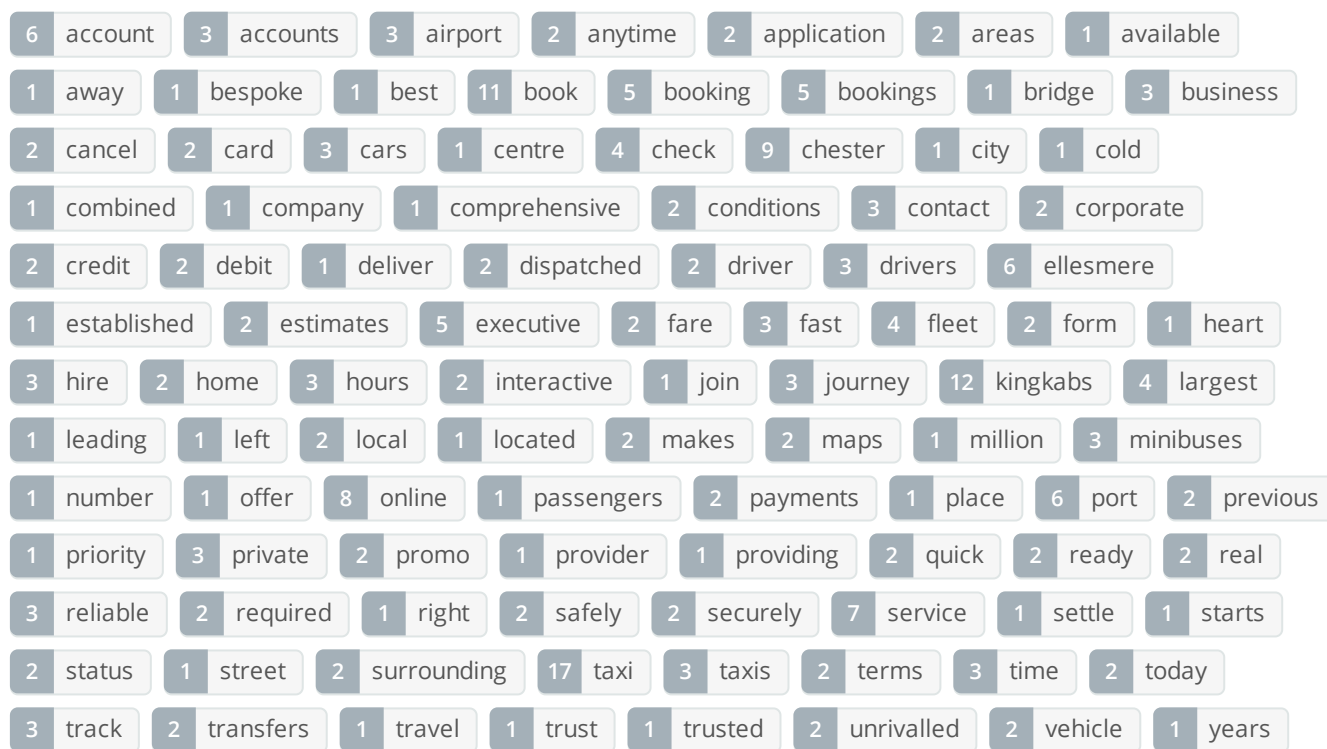 6 account 3 accounts 3 airport 2 anytime 2 application 2 areas 1 available
1 away 1 bespoke 1 best 11 book 5 booking 5 bookings 1 bridge 3 business
2 cancel 2 card 3 cars 1 centre 4 check 9 chester 1 city 1 cold
1 combined 1 company 1 comprehensive 2 conditions 3 contact 2 corporate
2 credit 2 debit 1 deliver 2 dispatched 2 driver 3 drivers 6 ellesmere
1 established 2 estimates 5 executive 2 fare 3 fast 4 fleet 2 form 1 heart
3 hire 2 home 3 hours 2 interactive 1 join 3 journey 12 kingkabs 4 largest
1 leading 1 left 2 local 1 located 2 makes 2 maps 1 million 3 minibuses
1 number 1 offer 8 online 1 passengers 2 payments 1 place 6 port 2 previous
1 priority 3 private 2 promo 1 provider 1 providing 2 quick 2 ready 2 real
3 reliable 2 required 1 right 2 safely 2 securely 7 service 1 settle 1 starts
2 status 1 street 2 surrounding 17 taxi 3 taxis 2 terms 3 time 2 today
3 track 2 transfers 1 travel 1 trust 1 trusted 2 unrivalled 2 vehicle 1 years